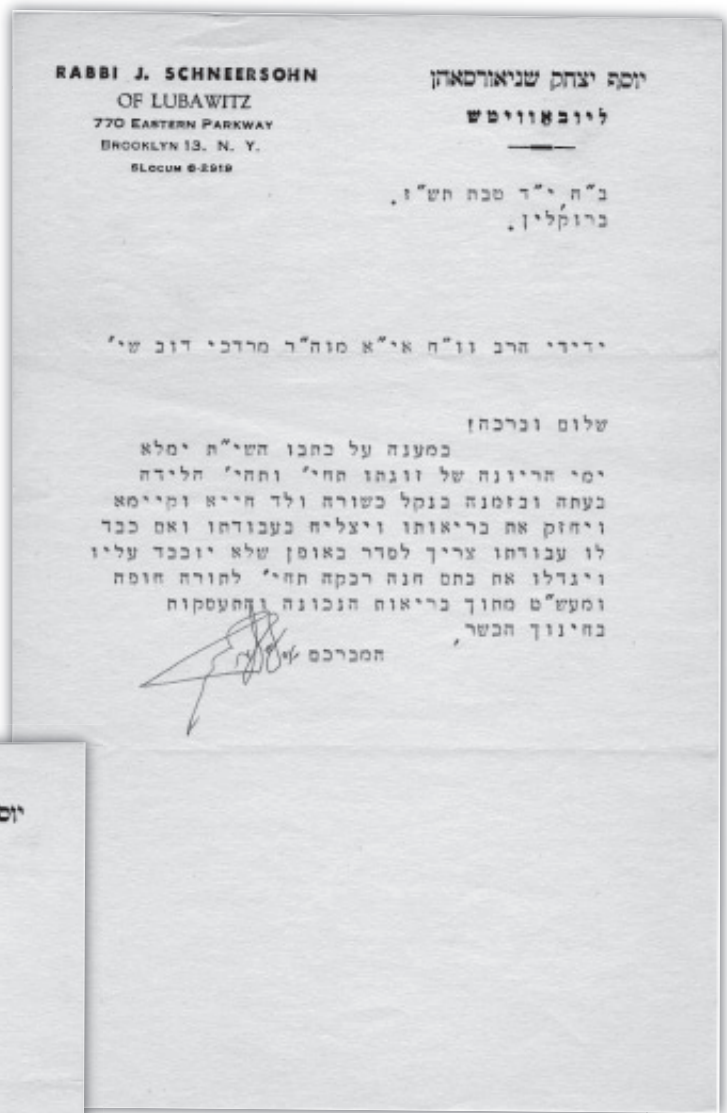 RABBI J. SCHNEERSOHN
OF LUBAWITZ
770 EASTERN PARKWAY
BROOKLYN 13, N. Y.
SLOCUM 6-2919
יוסף יצחק שניאורסאהן
ליובאוויטש
ב"ה, י"ד טבת תש"ז.
ברוקלין.
ידידי הרב וו"ח אי"א מוה"ר מרדכי דוב שי'
שלום וברכה!
במענה על כתבו השי"ת ימלא
ימי הריונה של זוגתו תחי' ותהי' הלידה
בעתה ובזמנה בנקל כשורה ולד חייא וקיימא
ויחזק את בריאותו ויצליח בעבודתו ואם כבד
לו עבודתו צריך לסדר באופן שלא יוכבד עליו
ויגדלו את בתם חנה רבקה תחי' לתורה חופה
ומעש"ט מתוך בריאות הנכונה והתעסקות
בחינוך הכשר,
המברכם
יוס